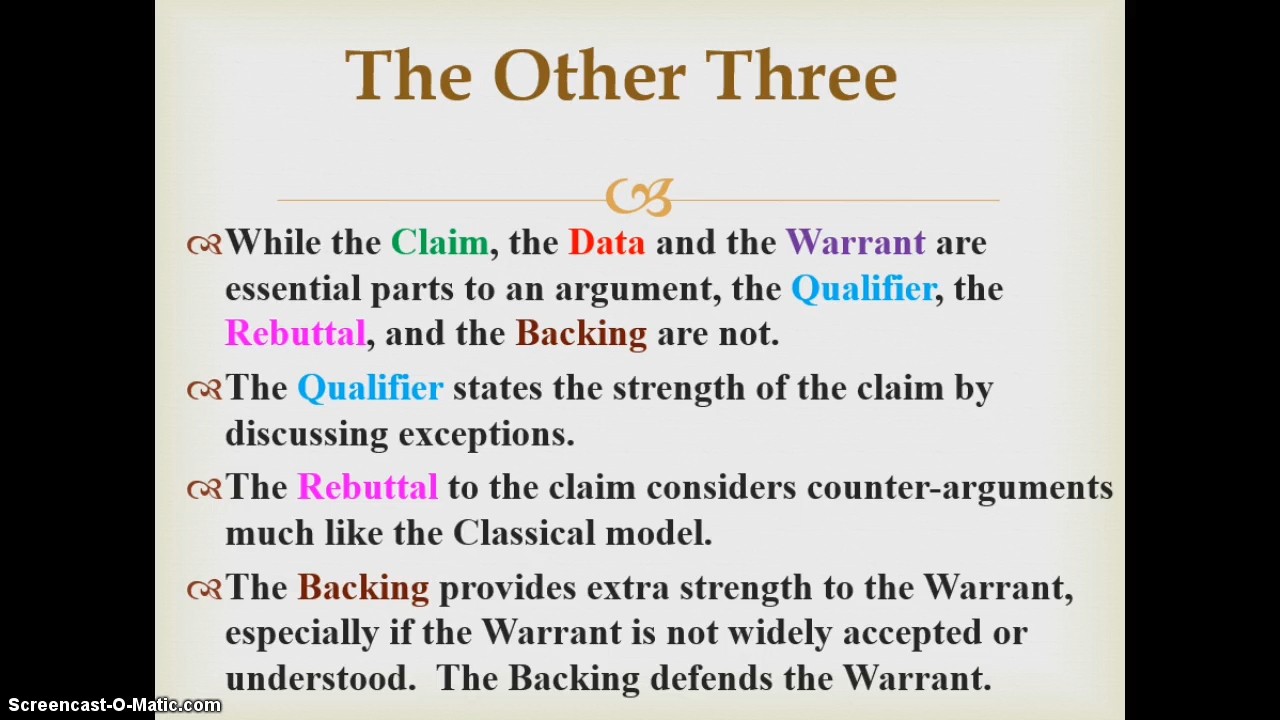 The Other Three
While the Claim, the Data and the Warrant are
essential parts to an argument, the Qualifier, the
Rebuttal, and the Backing are not.
The Qualifier states the strength of the claim by
discussing exceptions.
The Rebuttal to the claim considers counter-arguments
much like the Classical model.
The Backing provides extra strength to the Warrant,
especially if the Warrant is not widely accepted or
understood.  The Backing defends the Warrant.
Screencast-O-Matic.com